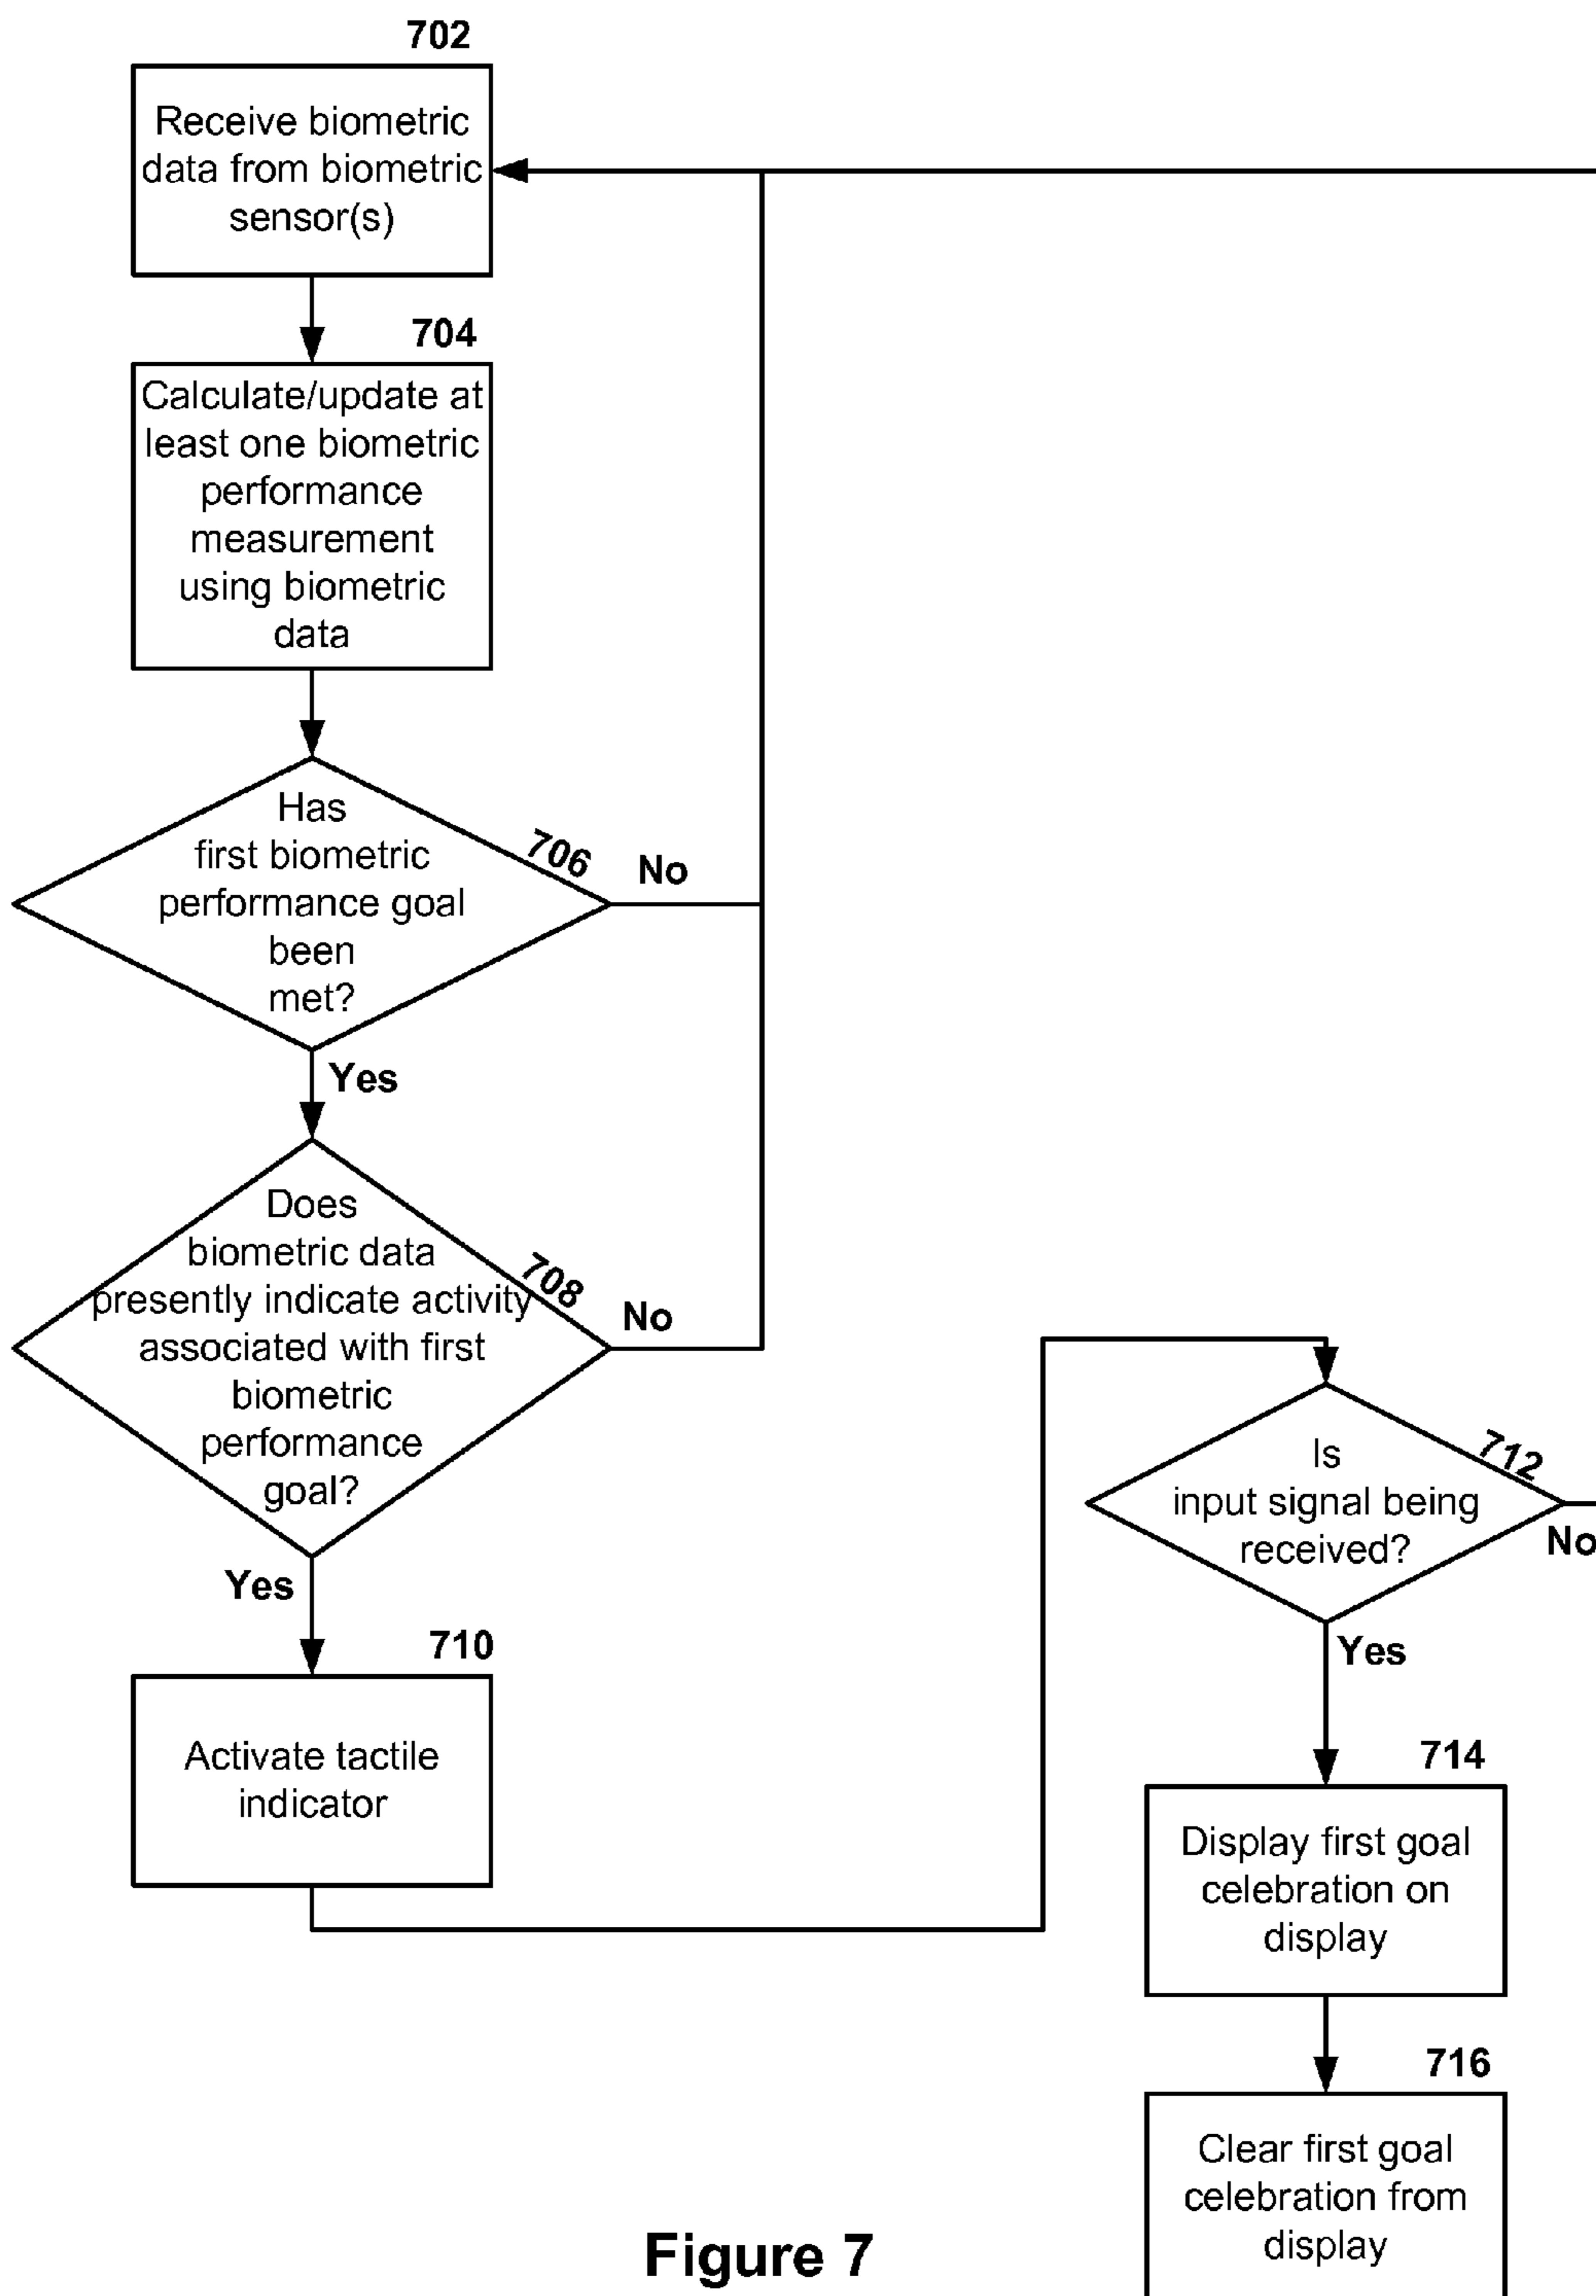 702
Receive biometric
data from biometric
sensor(s)
704
Calculate/update at
least one biometric
performance
measurement
using biometric
data
Has
first biometric
performance goal
been
met?
706
No
Yes
Does
biometric data
presently indicate activity
associated with first
biometric
performance
goal?
708
No
Yes
710
Activate tactile
indicator
Is
input signal being
received?
712
No
Yes
714
Display first goal
celebration on
display
716
Clear first goal
celebration from
display
Figure 7